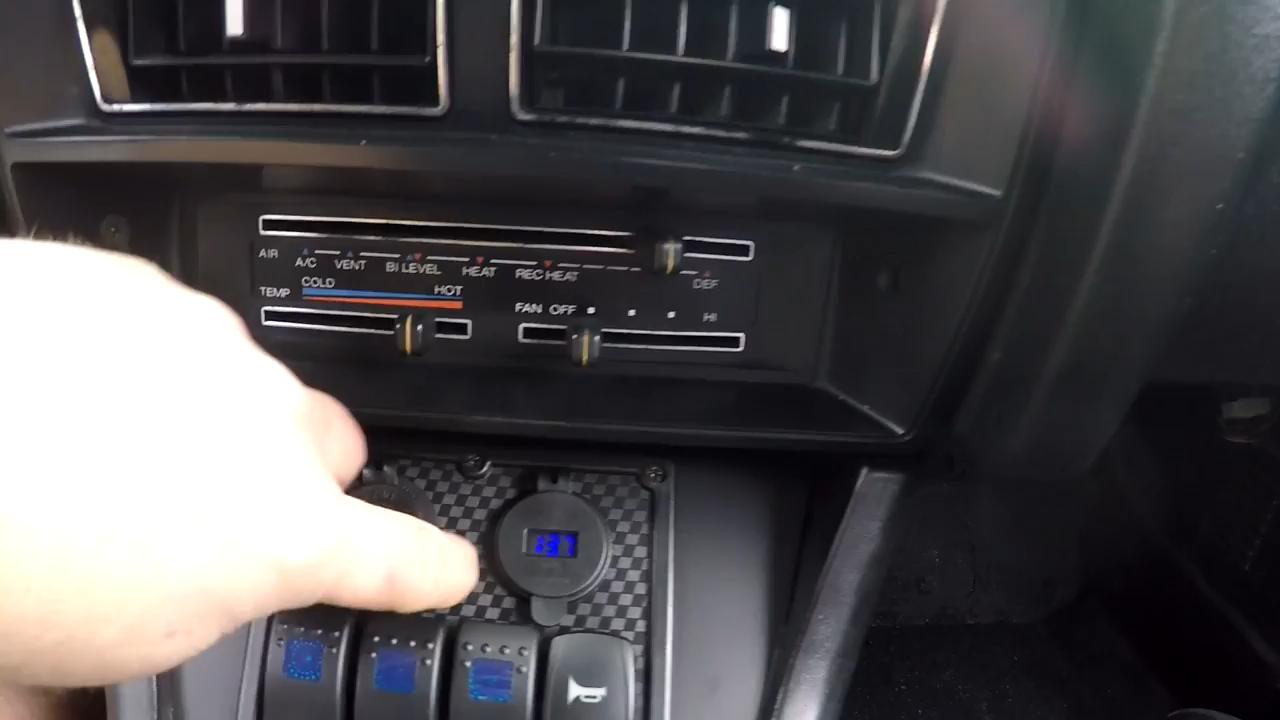 AIR A/C VENT BI LEVEL HEAT REC HEAT DEF
TEMP COLD HOT
FAN OFF HI
13.7